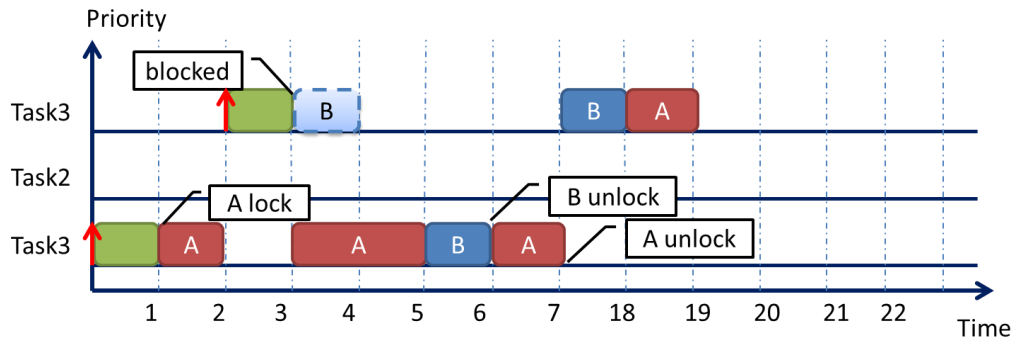 Priority
blocked
Task3
B
B
A
Task2
A lock
B unlock
Task3
A
A
B
A
A unlock
1 2 3 4 5 6 7 18 19 20 21 22
Time